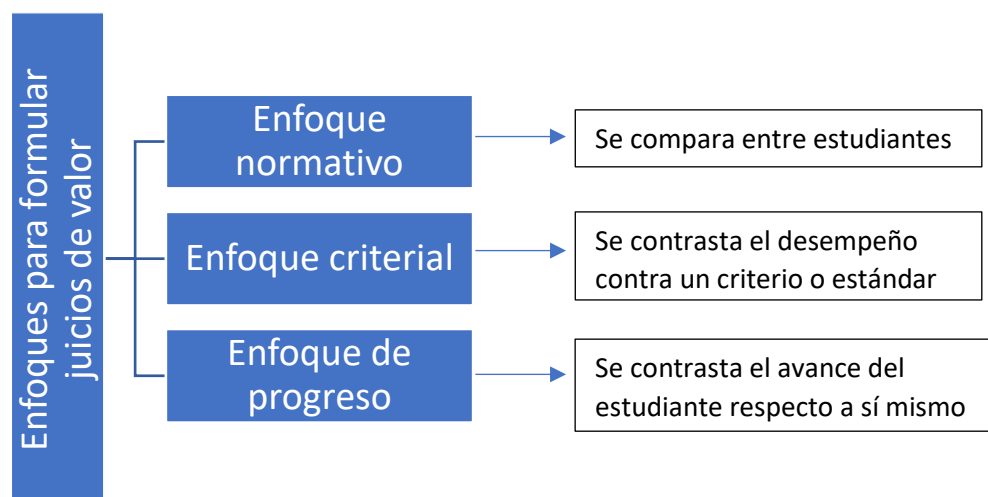 Enfoques para formular
juicios de valor
Enfoque
normativo
Se compara entre estudiantes
Enfoque criterial
Se contrasta el desempeño
contra un criterio o estándar
Enfoque de
progreso
Se contrasta el avance del
estudiante respecto a sí mismo